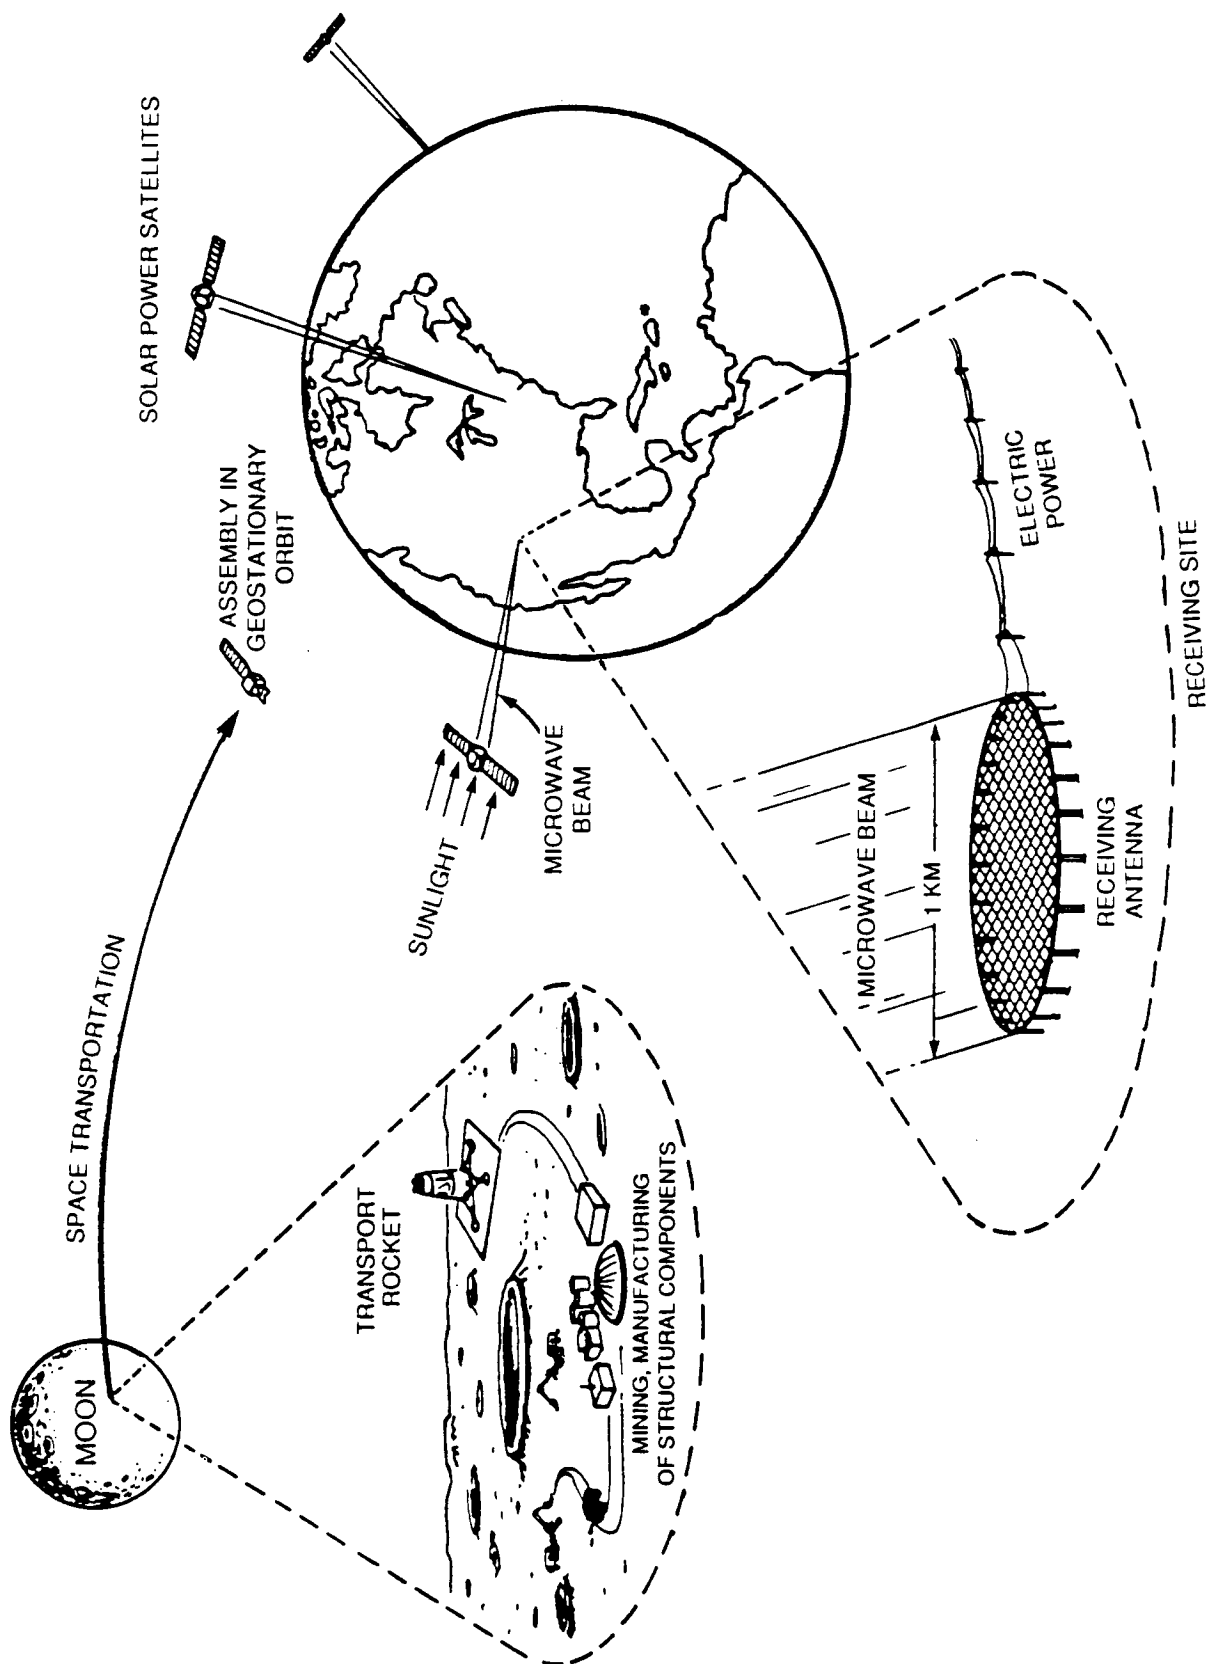 MOON
SPACE TRANSPORTATION
ASSEMBLY IN
GEOSTATIONARY
ORBIT
SOLAR POWER SATELLITES
TRANSPORT
ROCKET
MINING, MANUFACTURING
OF STRUCTURAL COMPONENTS
SUNLIGHT
MICROWAVE
BEAM
MICROWAVE BEAM
1 KM
RECEIVING
ANTENNA
ELECTRIC
POWER
RECEIVING SITE